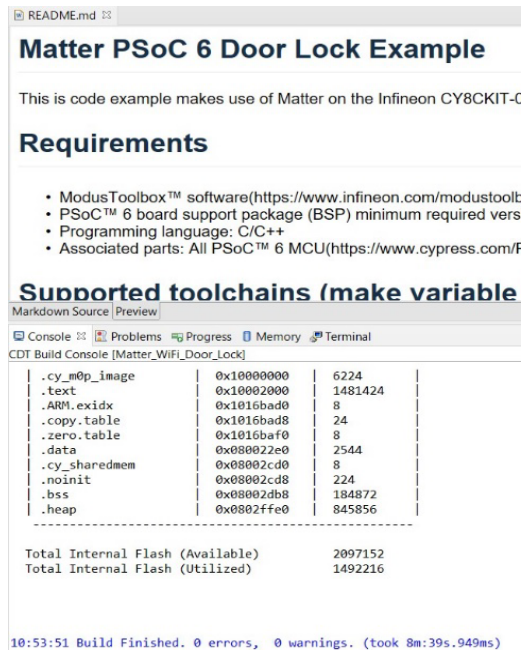 README.md
Matter PSoC 6 Door Lock Example
This is code example makes use of Matter on the Infineon CY8CKIT-0
Requirements
• ModusToolbox™ software(https://www.infineon.com/modustoolb
• PSoC™ 6 board support package (BSP) minimum required vers
• Programming language: C/C++
• Associated parts: All PSoC™ 6 MCU(https://www.cypress.com/
Supported toolchains (make variable
Markdown Source Preview
Console Problems Progress Memory Terminal
CDT Build Console [Matter_WiFi_Door_Lock]
| .cy_m0p_image | 0x10000000 | 6224 |
| .text | 0x10002000 | 1481424 |
| .ARM.exidx | 0x1016bad0 | 8 |
| .copy.table | 0x1016bad8 | 24 |
| .zero.table | 0x1016baf0 | 8 |
| .data | 0x080022e0 | 2544 |
| .cy_sharedmem | 0x08002cd0 | 8 |
| .noinit | 0x08002cd8 | 224 |
| .bss | 0x08002db8 | 184872 |
| .heap | 0x0802ffe0 | 845856 |
Total Internal Flash (Available) 2097152
Total Internal Flash (Utilized) 1492216
10:53:51 Build Finished. 0 errors, 0 warnings. (took 8m:39s.949ms)